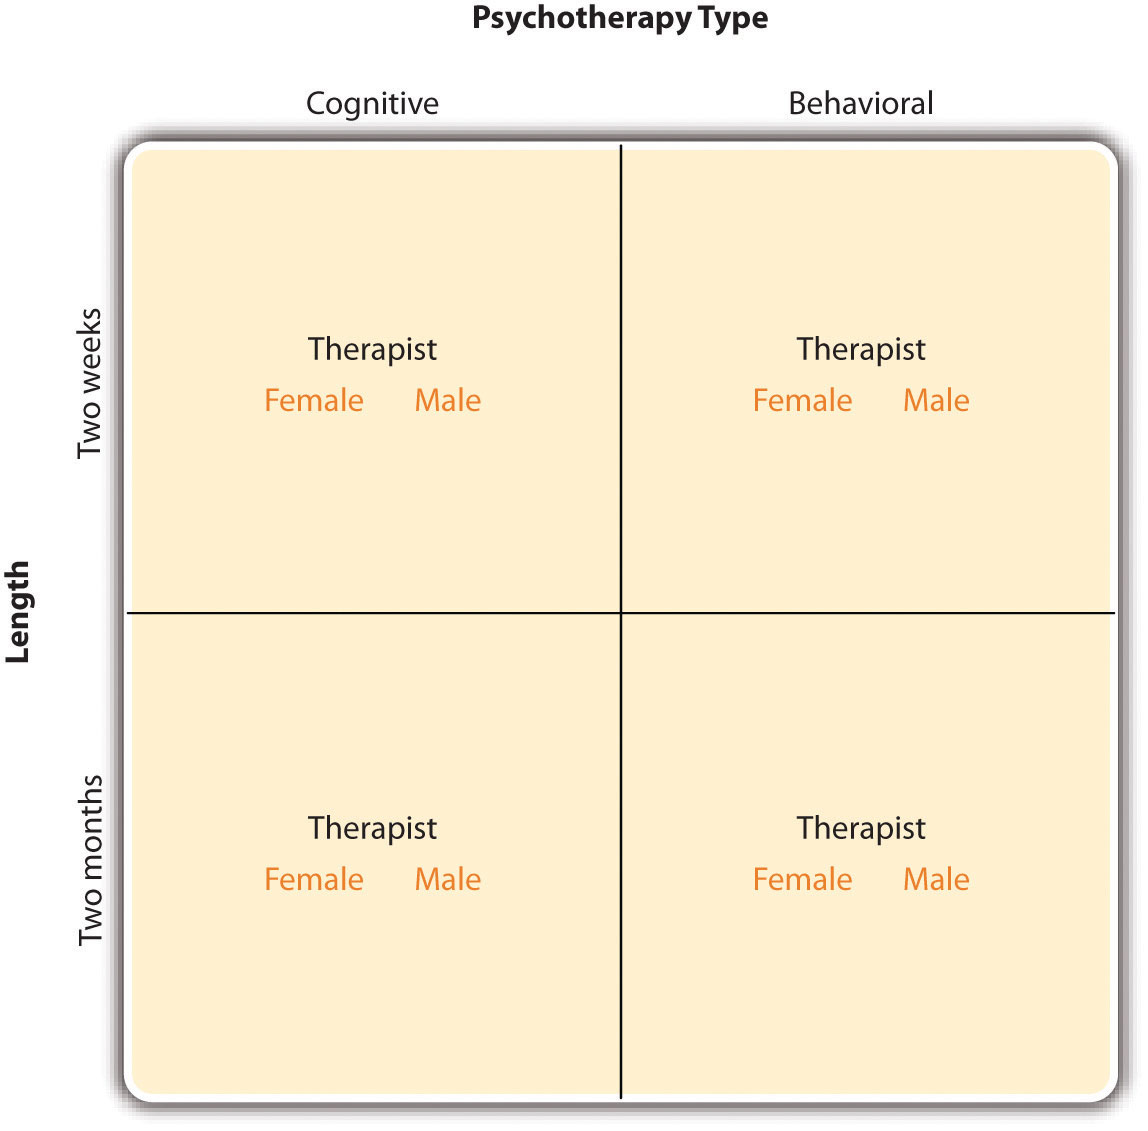 Psychotherapy Type
Cognitive Behavioral
Two weeks
Therapist Therapist
Female Male Female Male
Length
Two months
Therapist Therapist
Female Male Female Male